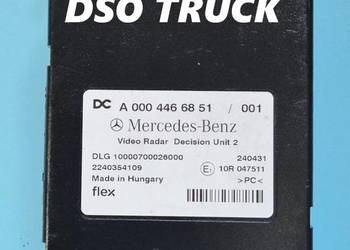 DSO TRUCK
DC A 000 446 68 51 / 001
Mercedes-Benz
Video Radar Decision Unit 2
DLG 10000700026000 240431
2240354109 E1 10R 047511
Made in Hungary >PC<
flex